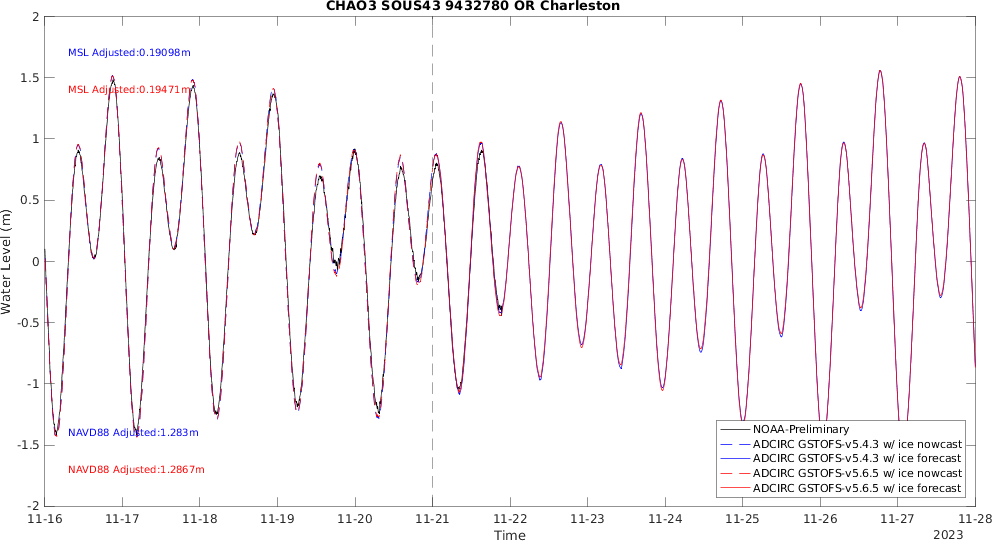 CHAO3 SOUS43 9432780 OR Charleston
2
1.5
1
0.5
0
-0.5
-1
-1.5
-2
Water Level (m)
MSL Adjusted:0.19098m
MSL Adjusted:0.19471m
NAVD88 Adjusted:1.283m
NAVD88 Adjusted:1.2867m
NOAA-Preliminary
ADCIRC GSTOFS-v5.4.3 w/ ice nowcast
ADCIRC GSTOFS-v5.4.3 w/ ice forecast
ADCIRC GSTOFS-v5.6.5 w/ ice nowcast
ADCIRC GSTOFS-v5.6.5 w/ ice forecast
11-16 11-17 11-18 11-19 11-20 11-21 11-22 11-23 11-24 11-25 11-26 11-27 11-28
Time
2023